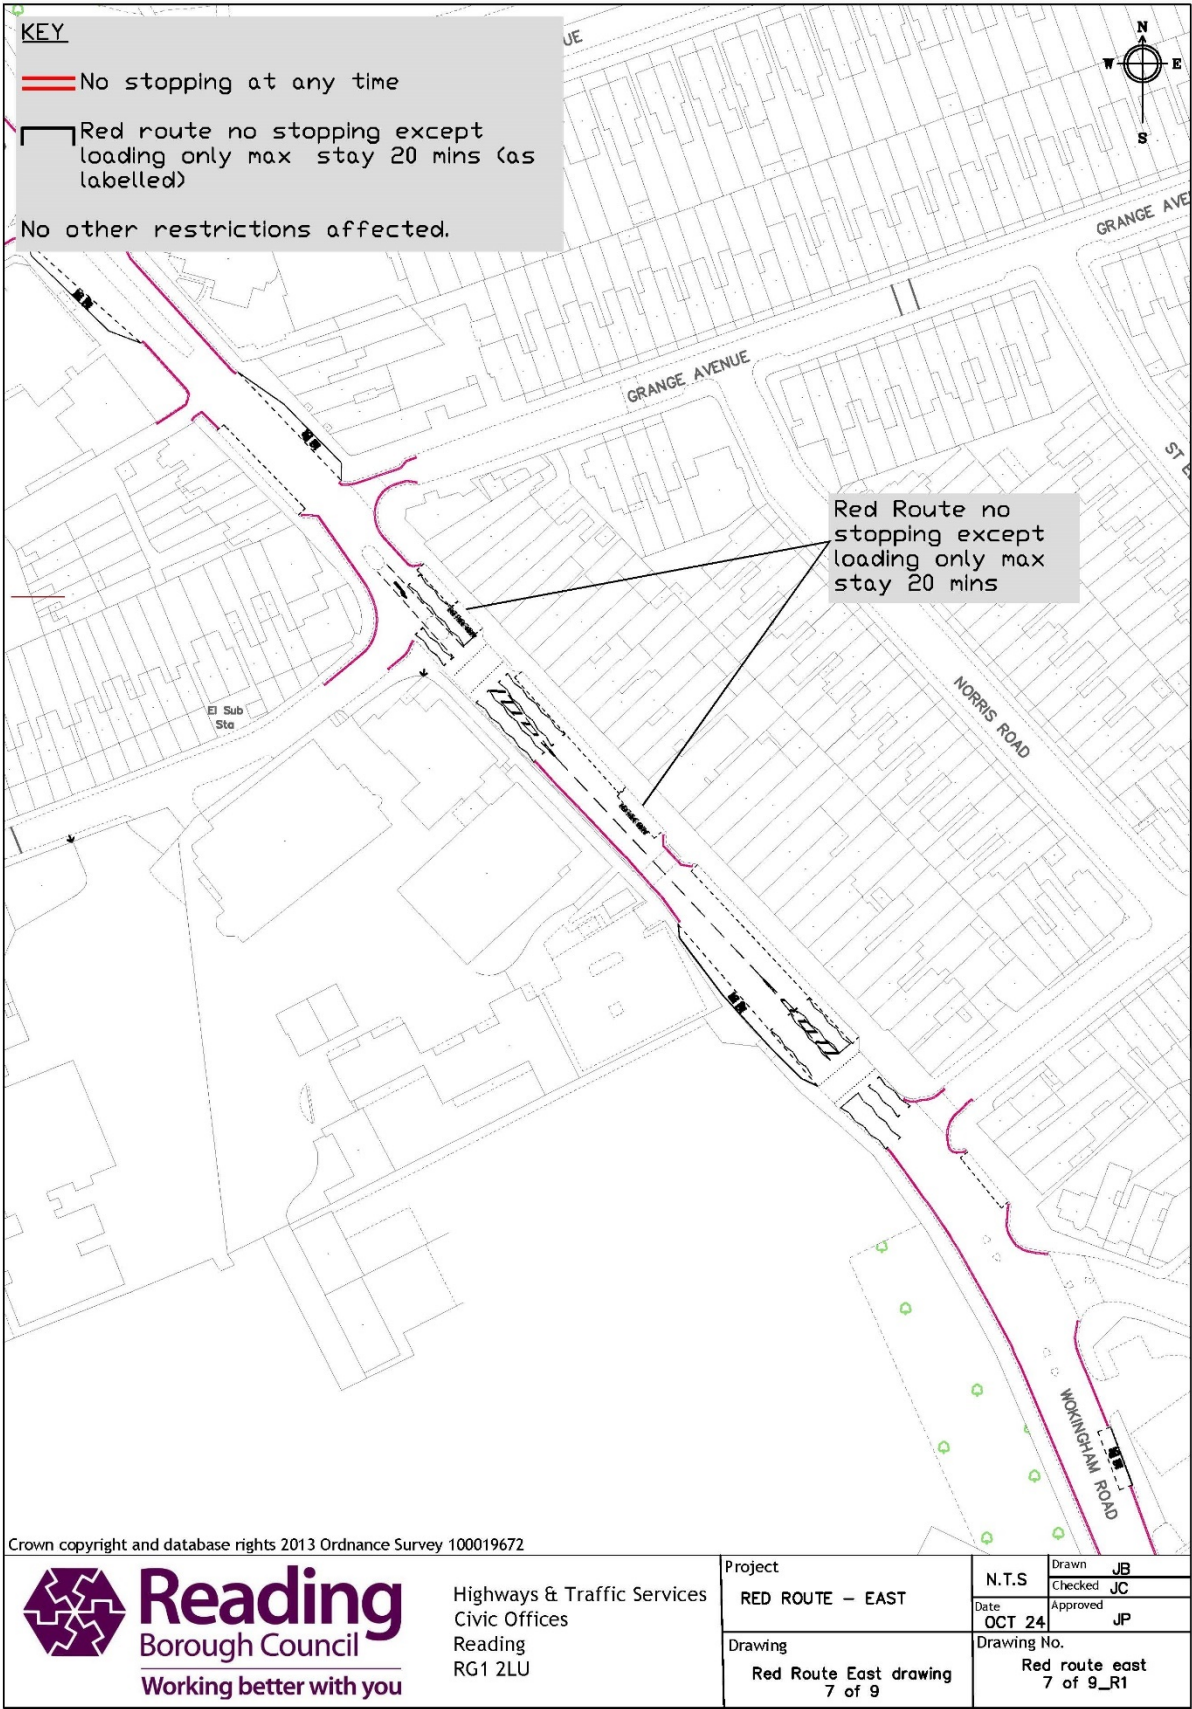 KEY
No stopping at any time
Red route no stopping except
loading only max stay 20 mins (as
labelled)
No other restrictions affected.
UE
N
W
E
S
GRANGE AVE
GRANGE AVENUE
ST E
Red Route no
stopping except
loading only max
stay 20 mins
NORRIS ROAD
El Sub
Sta
WOKINGHAM ROAD
Crown copyright and database rights 2013 Ordnance Survey 100019672
Reading
Borough Council
Working better with you
Highways & Traffic Services
Civic Offices
Reading
RG1 2LU
Project
RED ROUTE - EAST
Drawing
Red Route East drawing
7 of 9
N.T.S
Drawn JB
Checked JC
Date
OCT 24
Approved
JP
Drawing No.
Red route east
7 of 9_R1